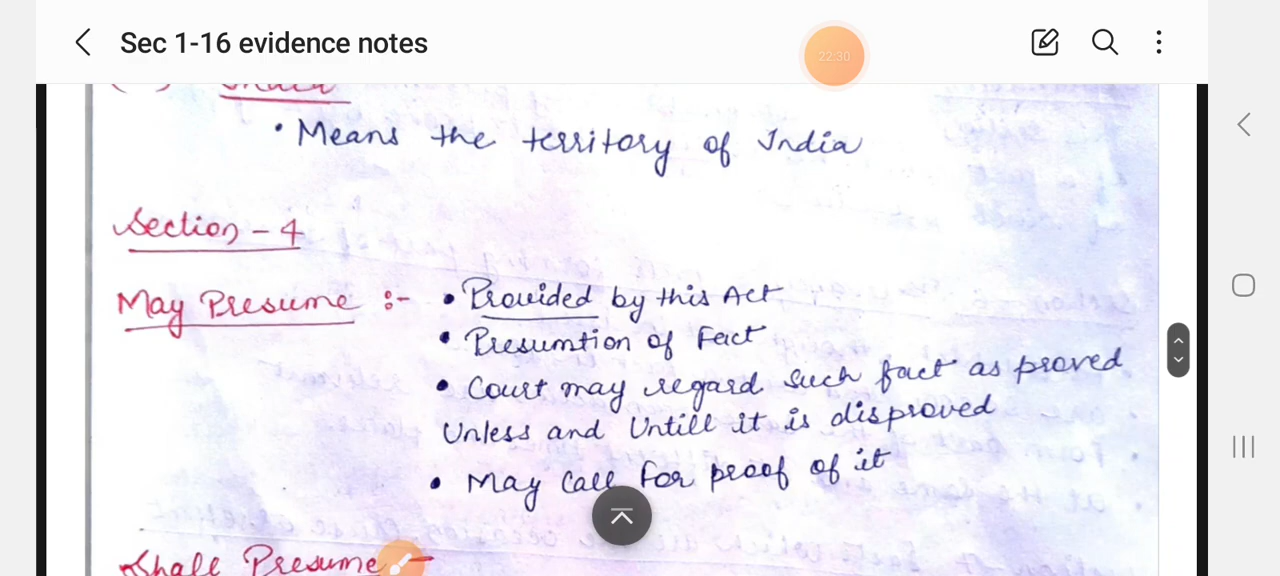 Sec 1-16 evidence notes
22:30
India
• Means the territory of India
Section - 4
May Presume :- • Provided by this Act
• Presumtion of Fact
• Court may regard such fact as proved
Unless and Untill it is disproved
• May Call for proof of it
Shall Presume -